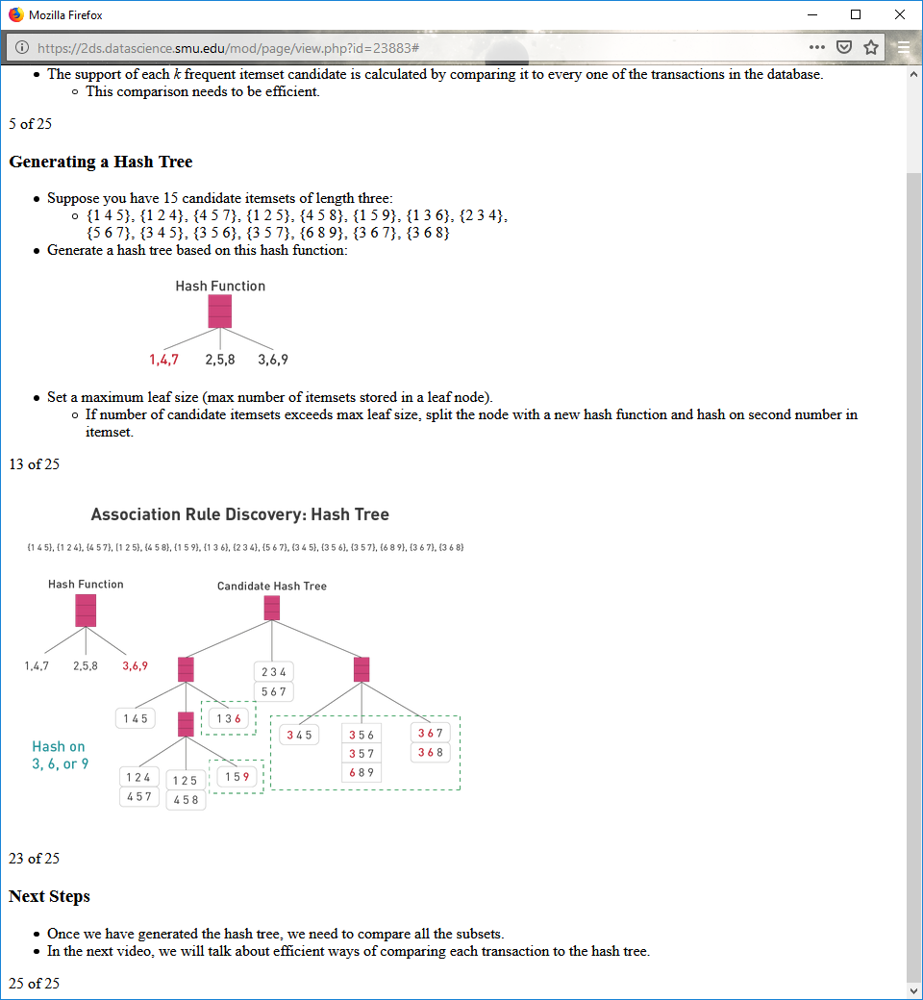 Mozilla Firefox
https://2ds.datascience.smu.edu/mod/page/view.php?id=23883#
• The support of each k frequent itemset candidate is calculated by comparing it to every one of the transactions in the database.
○ This comparison needs to be efficient.
5 of 25
Generating a Hash Tree
• Suppose you have 15 candidate itemsets of length three:
○ {1 4 5}, {1 2 4}, {4 5 7}, {1 2 5}, {4 5 8}, {1 5 9}, {1 3 6}, {2 3 4},
{5 6 7}, {3 4 5}, {3 5 6}, {3 5 7}, {6 8 9}, {3 6 7}, {3 6 8}
• Generate a hash tree based on this hash function:
Hash Function
1,4,7 2,5,8 3,6,9
• Set a maximum leaf size (max number of itemsets stored in a leaf node).
○ If number of candidate itemsets exceeds max leaf size, split the node with a new hash function and hash on second number in
itemset.
13 of 25
Association Rule Discovery: Hash Tree
{1 4 5}, {1 2 4}, {4 5 7}, {1 2 5}, {4 5 8}, {1 5 9}, {1 3 6}, {2 3 4}, {5 6 7}, {3 4 5}, {3 5 6}, {3 5 7}, {6 8 9}, {3 6 7}, {3 6 8}
Hash Function Candidate Hash Tree
1,4,7 2,5,8 3,6,9
2 3 4
5 6 7
1 4 5 1 3 6
3 4 5 3 5 6 3 6 7
3 5 7 3 6 8
6 8 9
Hash on
3, 6, or 9
1 2 4 1 2 5 1 5 9
4 5 7 4 5 8
23 of 25
Next Steps
• Once we have generated the hash tree, we need to compare all the subsets.
• In the next video, we will talk about efficient ways of comparing each transaction to the hash tree.
25 of 25